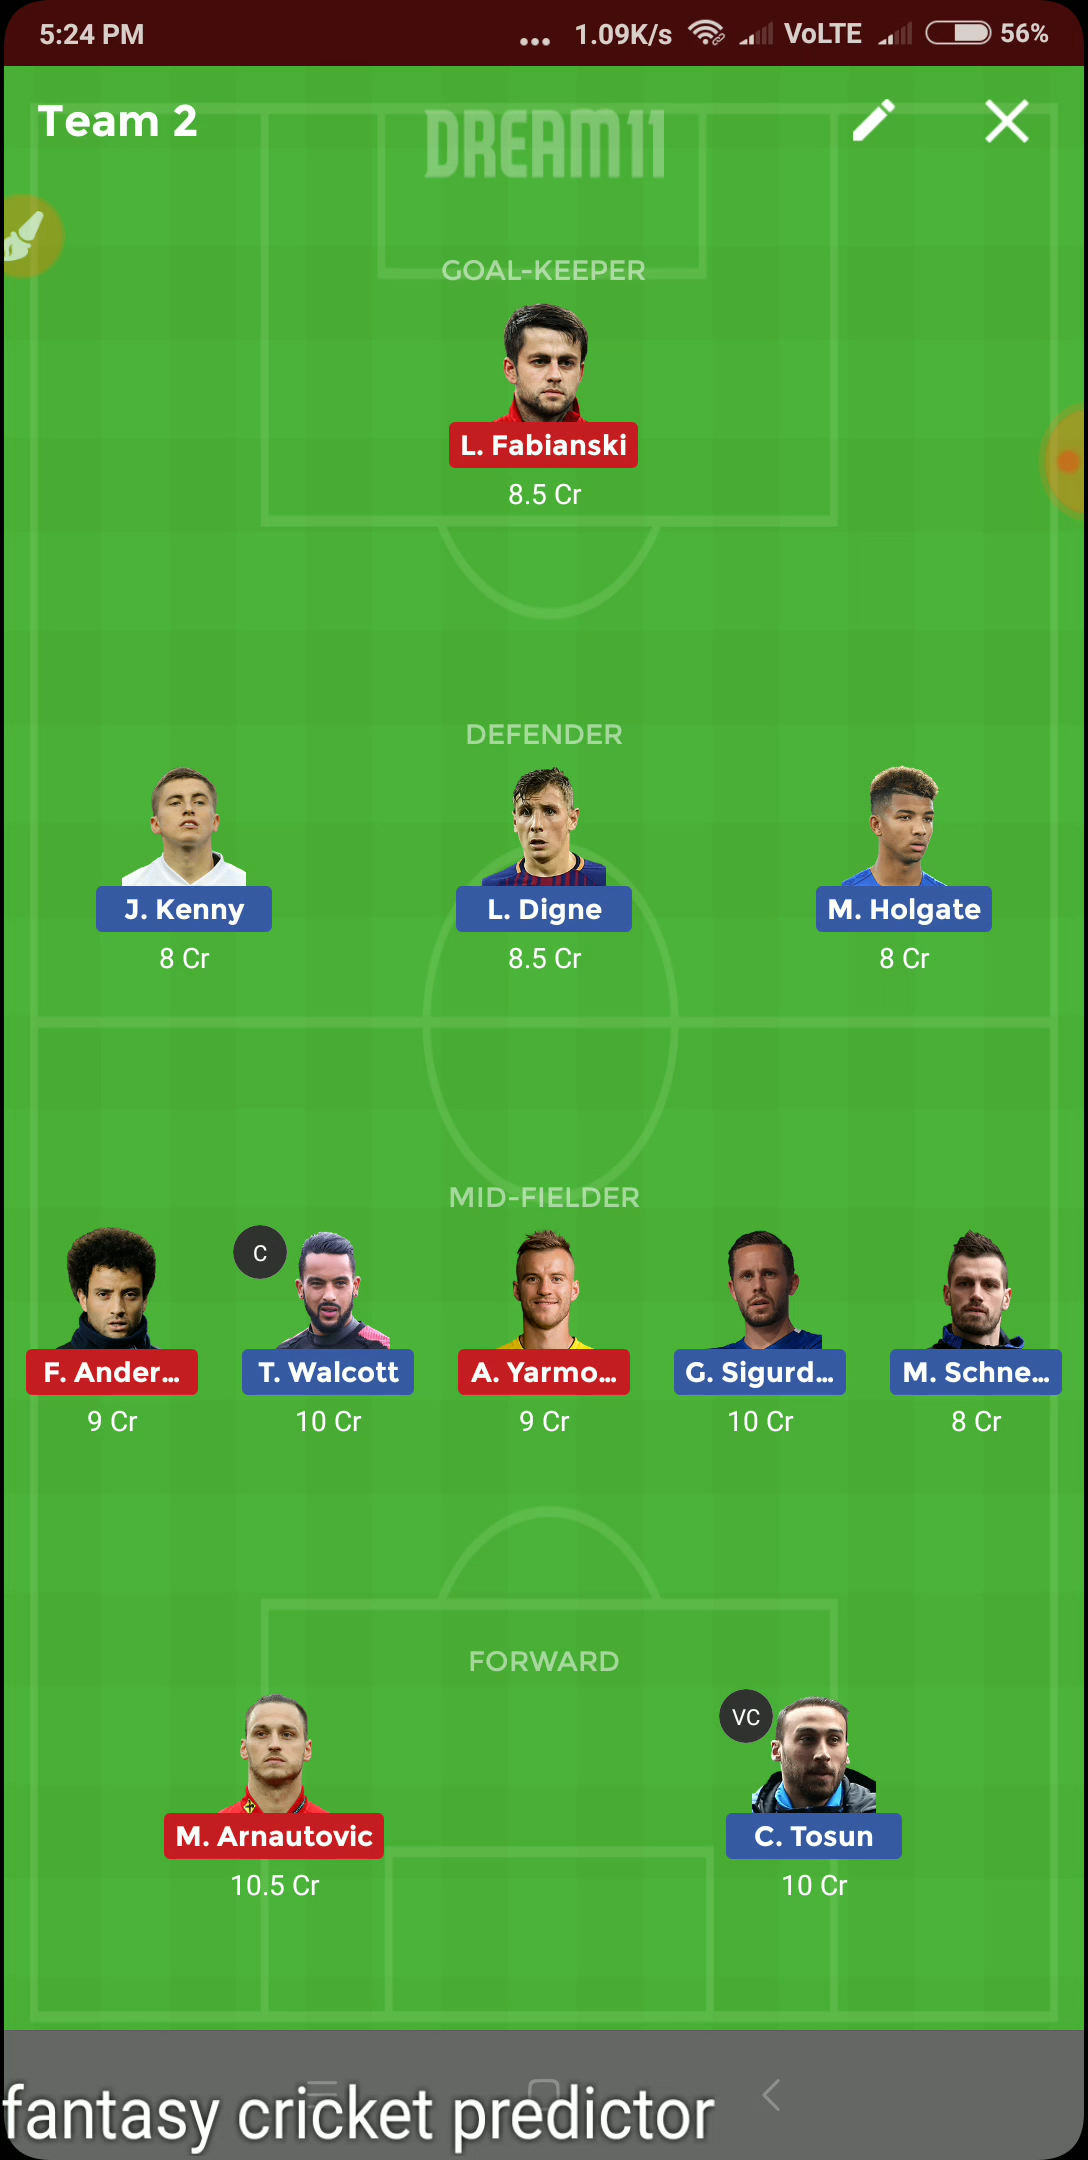 5:24 PM ... 1.09K/s VoLTE 56%
Team 2
DREAM11
GOAL-KEEPER
L. Fabianski
8.5 Cr
DEFENDER
J. Kenny L. Digne M. Holgate
8 Cr 8.5 Cr 8 Cr
MID-FIELDER
C
F. Ander... T. Walcott A. Yarmo... G. Sigurd... M. Schne...
9 Cr 10 Cr 9 Cr 10 Cr 8 Cr
FORWARD
VC
M. Arnautovic C. Tosun
10.5 Cr 10 Cr
fantasy cricket predictor